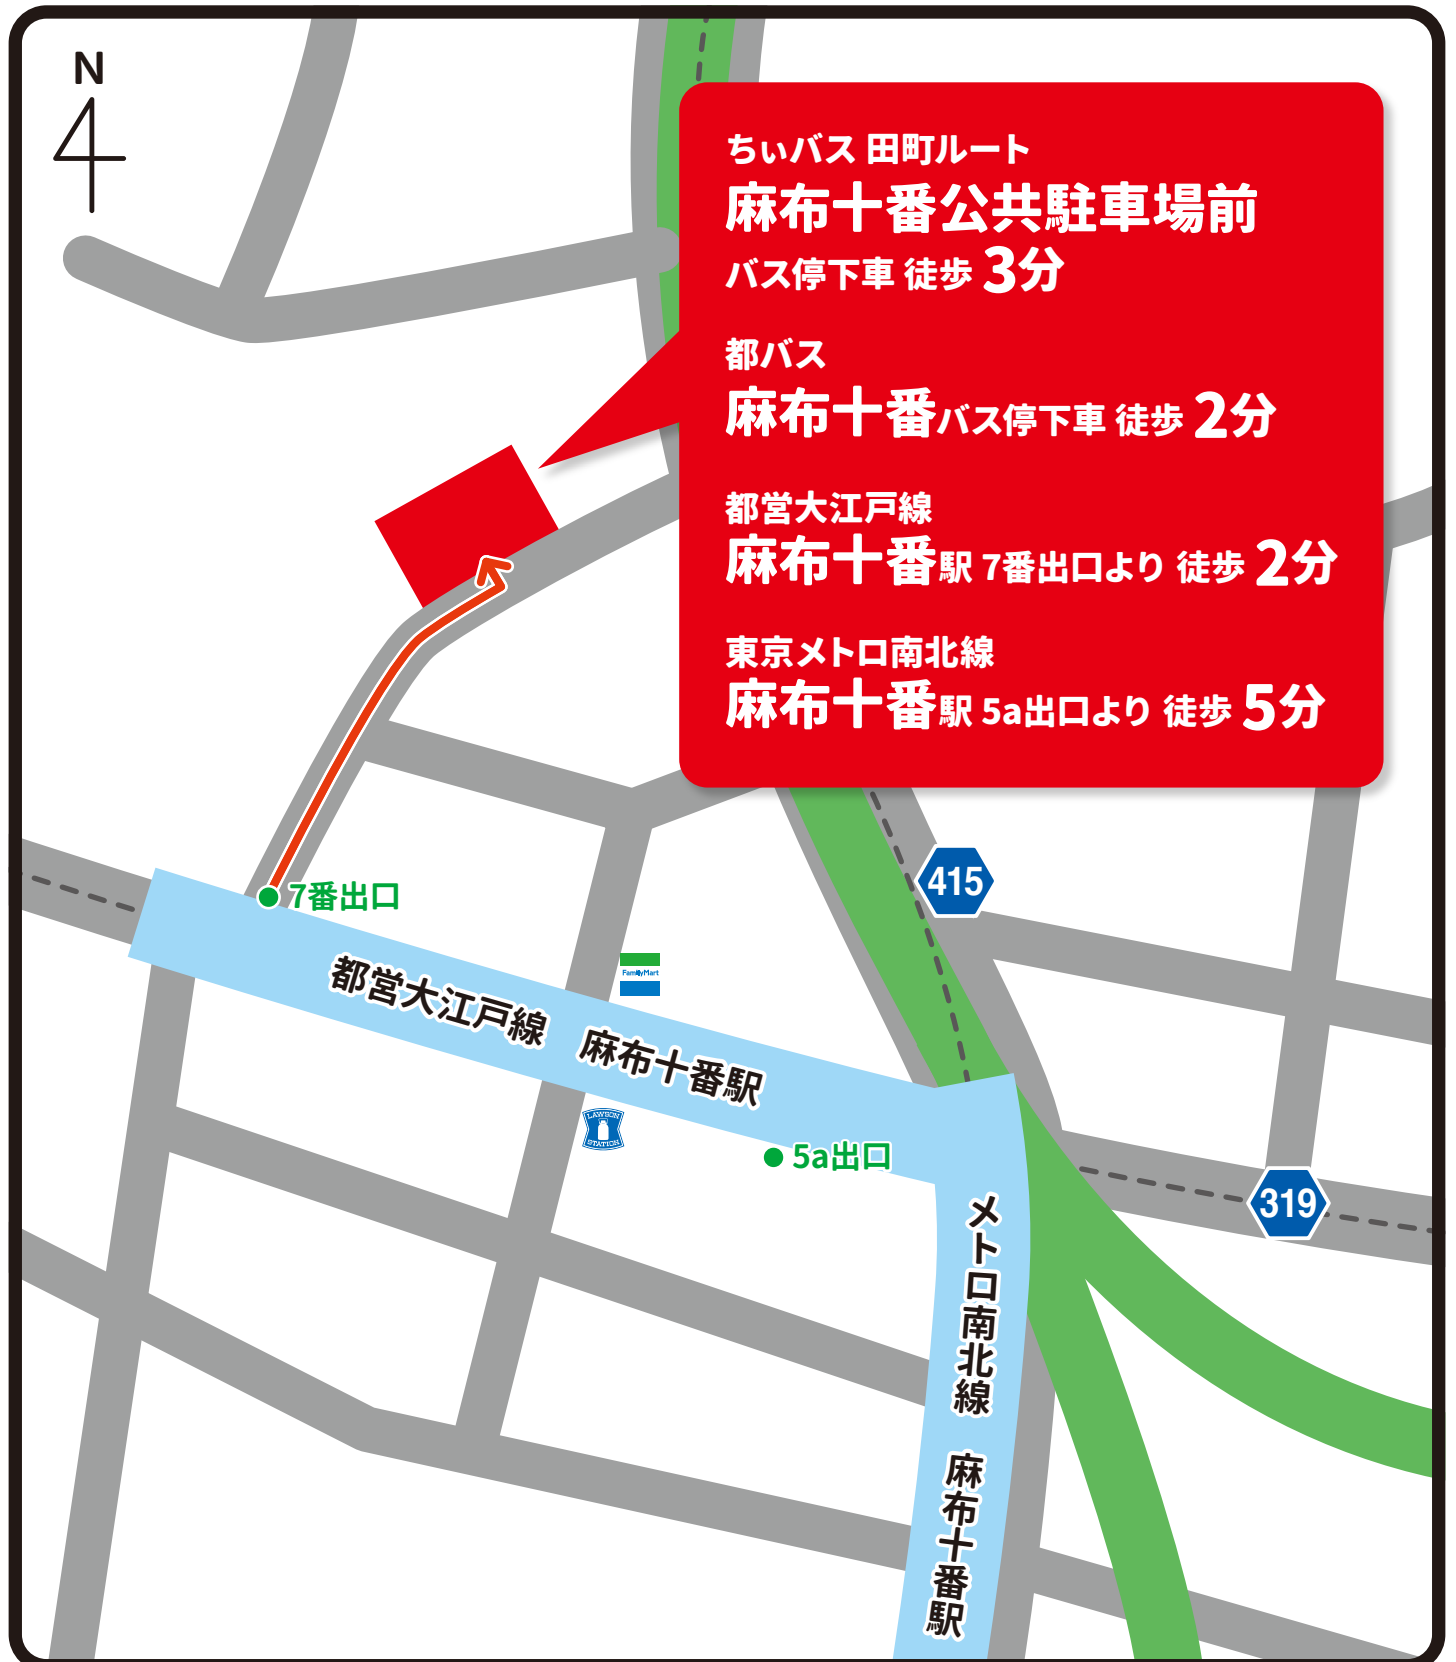 N
ちぃバス 田町ルート
麻布十番公共駐車場前
バス停下車 徒歩 3分
都バス
麻布十番バス停下車 徒歩 2分
都営大江戸線
麻布十番駅 7番出口より 徒歩 2分
東京メトロ南北線
麻布十番駅 5a出口より 徒歩 5分
415
7番出口
FamilyMart
都営大江戸線 麻布十番駅
LAWSON
STATION
5a出口
319
メトロ南北線 麻布十番駅